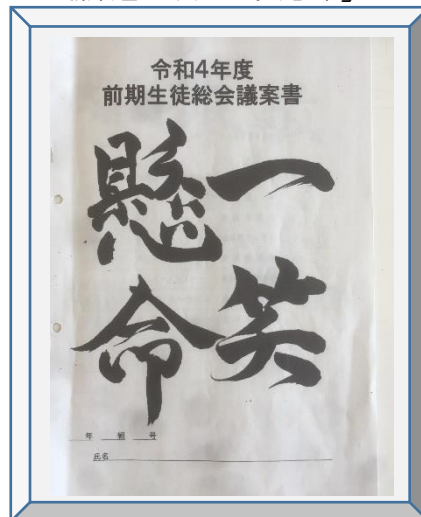 令和4年度
前期生徒総会議案書
一笑
懸命
年 組 号
氏名